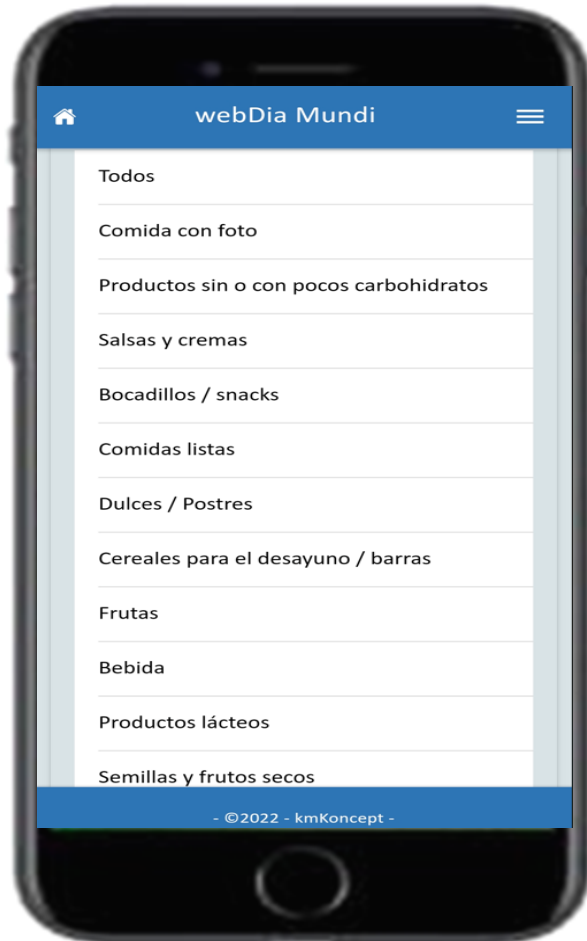 webDia Mundi
Todos
Comida con foto
Productos sin o con pocos carbohidratos
Salsas y cremas
Bocadillos / snacks
Comidas listas
Dulces / Postres
Cereales para el desayuno / barras
Frutas
Bebida
Productos lácteos
Semillas y frutos secos
- ©2022 - kmKoncept -